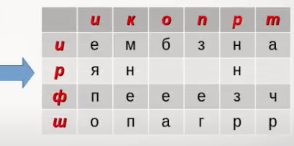 и к о п р т
и е м б з н а
р я н н
ф п е е е з ч
ш о п а г р р